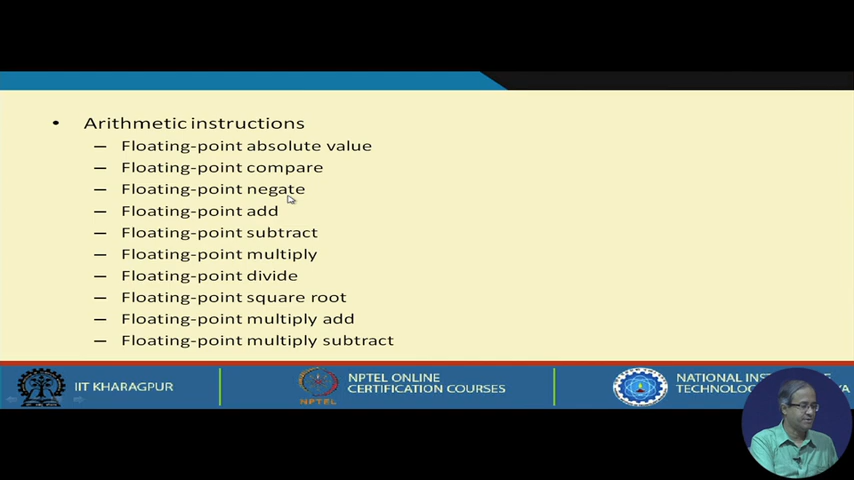 • Arithmetic instructions
– Floating-point absolute value
– Floating-point compare
– Floating-point negate
– Floating-point add
– Floating-point subtract
– Floating-point multiply
– Floating-point divide
– Floating-point square root
– Floating-point multiply add
– Floating-point multiply subtract
IIT KHARAGPUR
NPTEL
NPTEL ONLINE
CERTIFICATION COURSES
NATIONAL